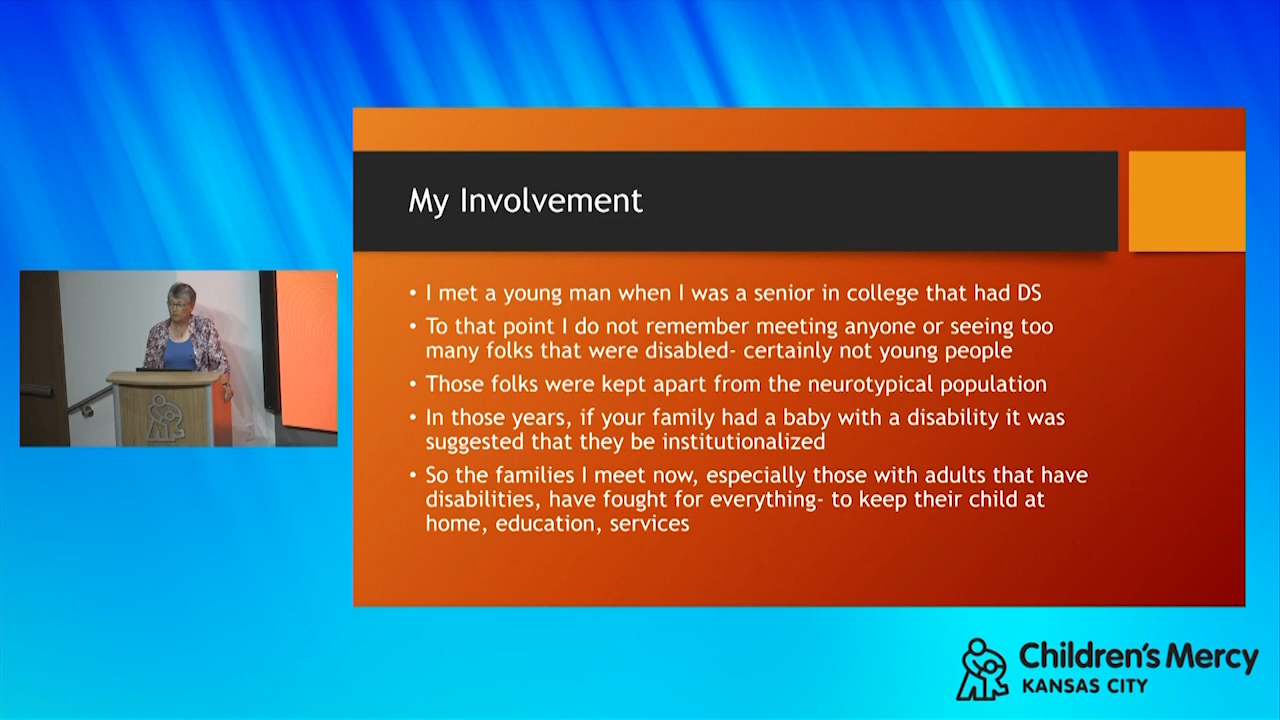 My Involvement
• I met a young man when I was a senior in college that had DS
• To that point I do not remember meeting anyone or seeing too
many folks that were disabled- certainly not young people
• Those folks were kept apart from the neurotypical population
• In those years, if your family had a baby with a disability it was
suggested that they be institutionalized
• So the families I meet now, especially those with adults that have
disabilities, have fought for everything- to keep their child at
home, education, services
Children's Mercy
KANSAS CITY